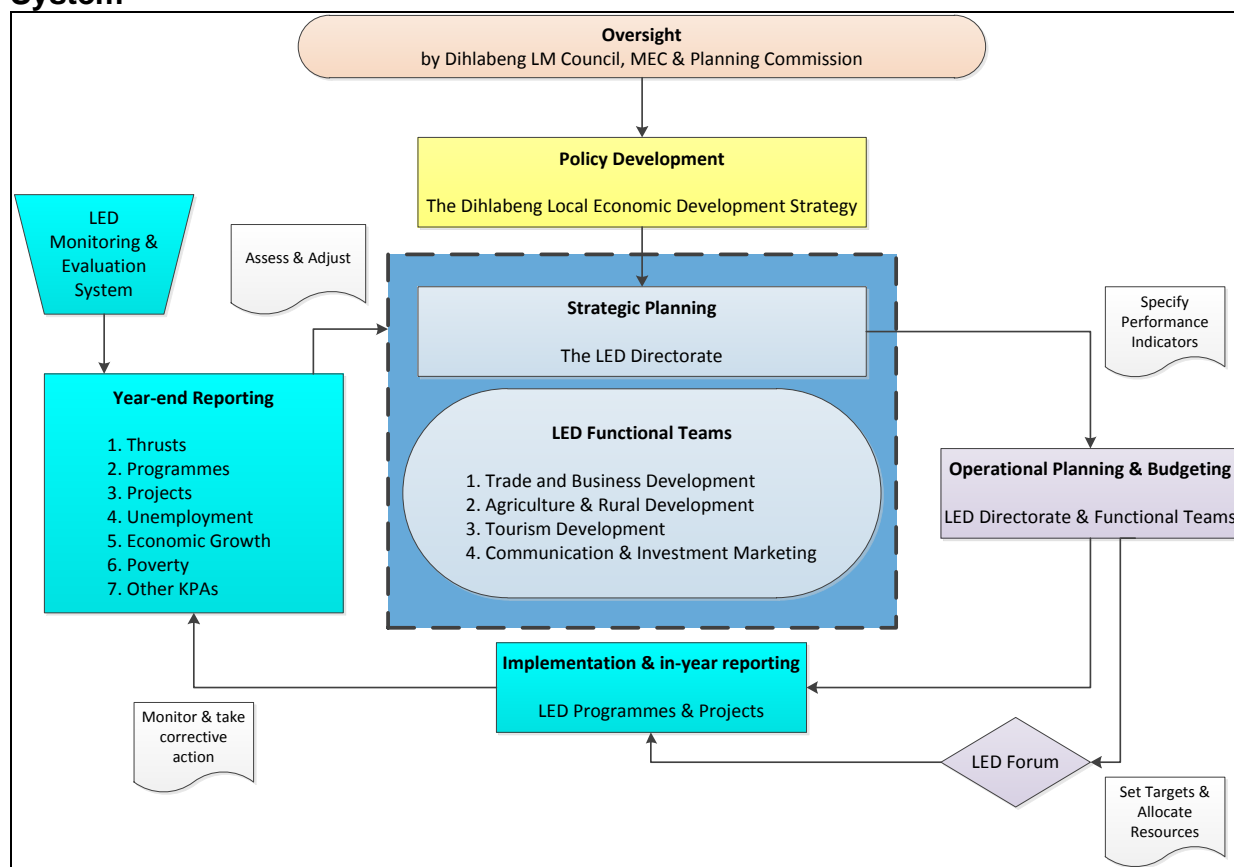 System
Oversight
by Dihlabeng LM Council, MEC & Planning Commission
Policy Development
The Dihlabeng Local Economic Development Strategy
LED
Monitoring &
Evaluation
System
Assess & Adjust
Strategic Planning
The LED Directorate
Specify
Performance
Indicators
Year-end Reporting
1. Thrusts
2. Programmes
3. Projects
4. Unemployment
5. Economic Growth
6. Poverty
7. Other KPAs
LED Functional Teams
1. Trade and Business Development
2. Agriculture & Rural Development
3. Tourism Development
4. Communication & Investment Marketing
Operational Planning & Budgeting
LED Directorate & Functional Teams
Implementation & in-year reporting
LED Programmes & Projects
Monitor & take
corrective
action
LED Forum
Set Targets &
Allocate
Resources